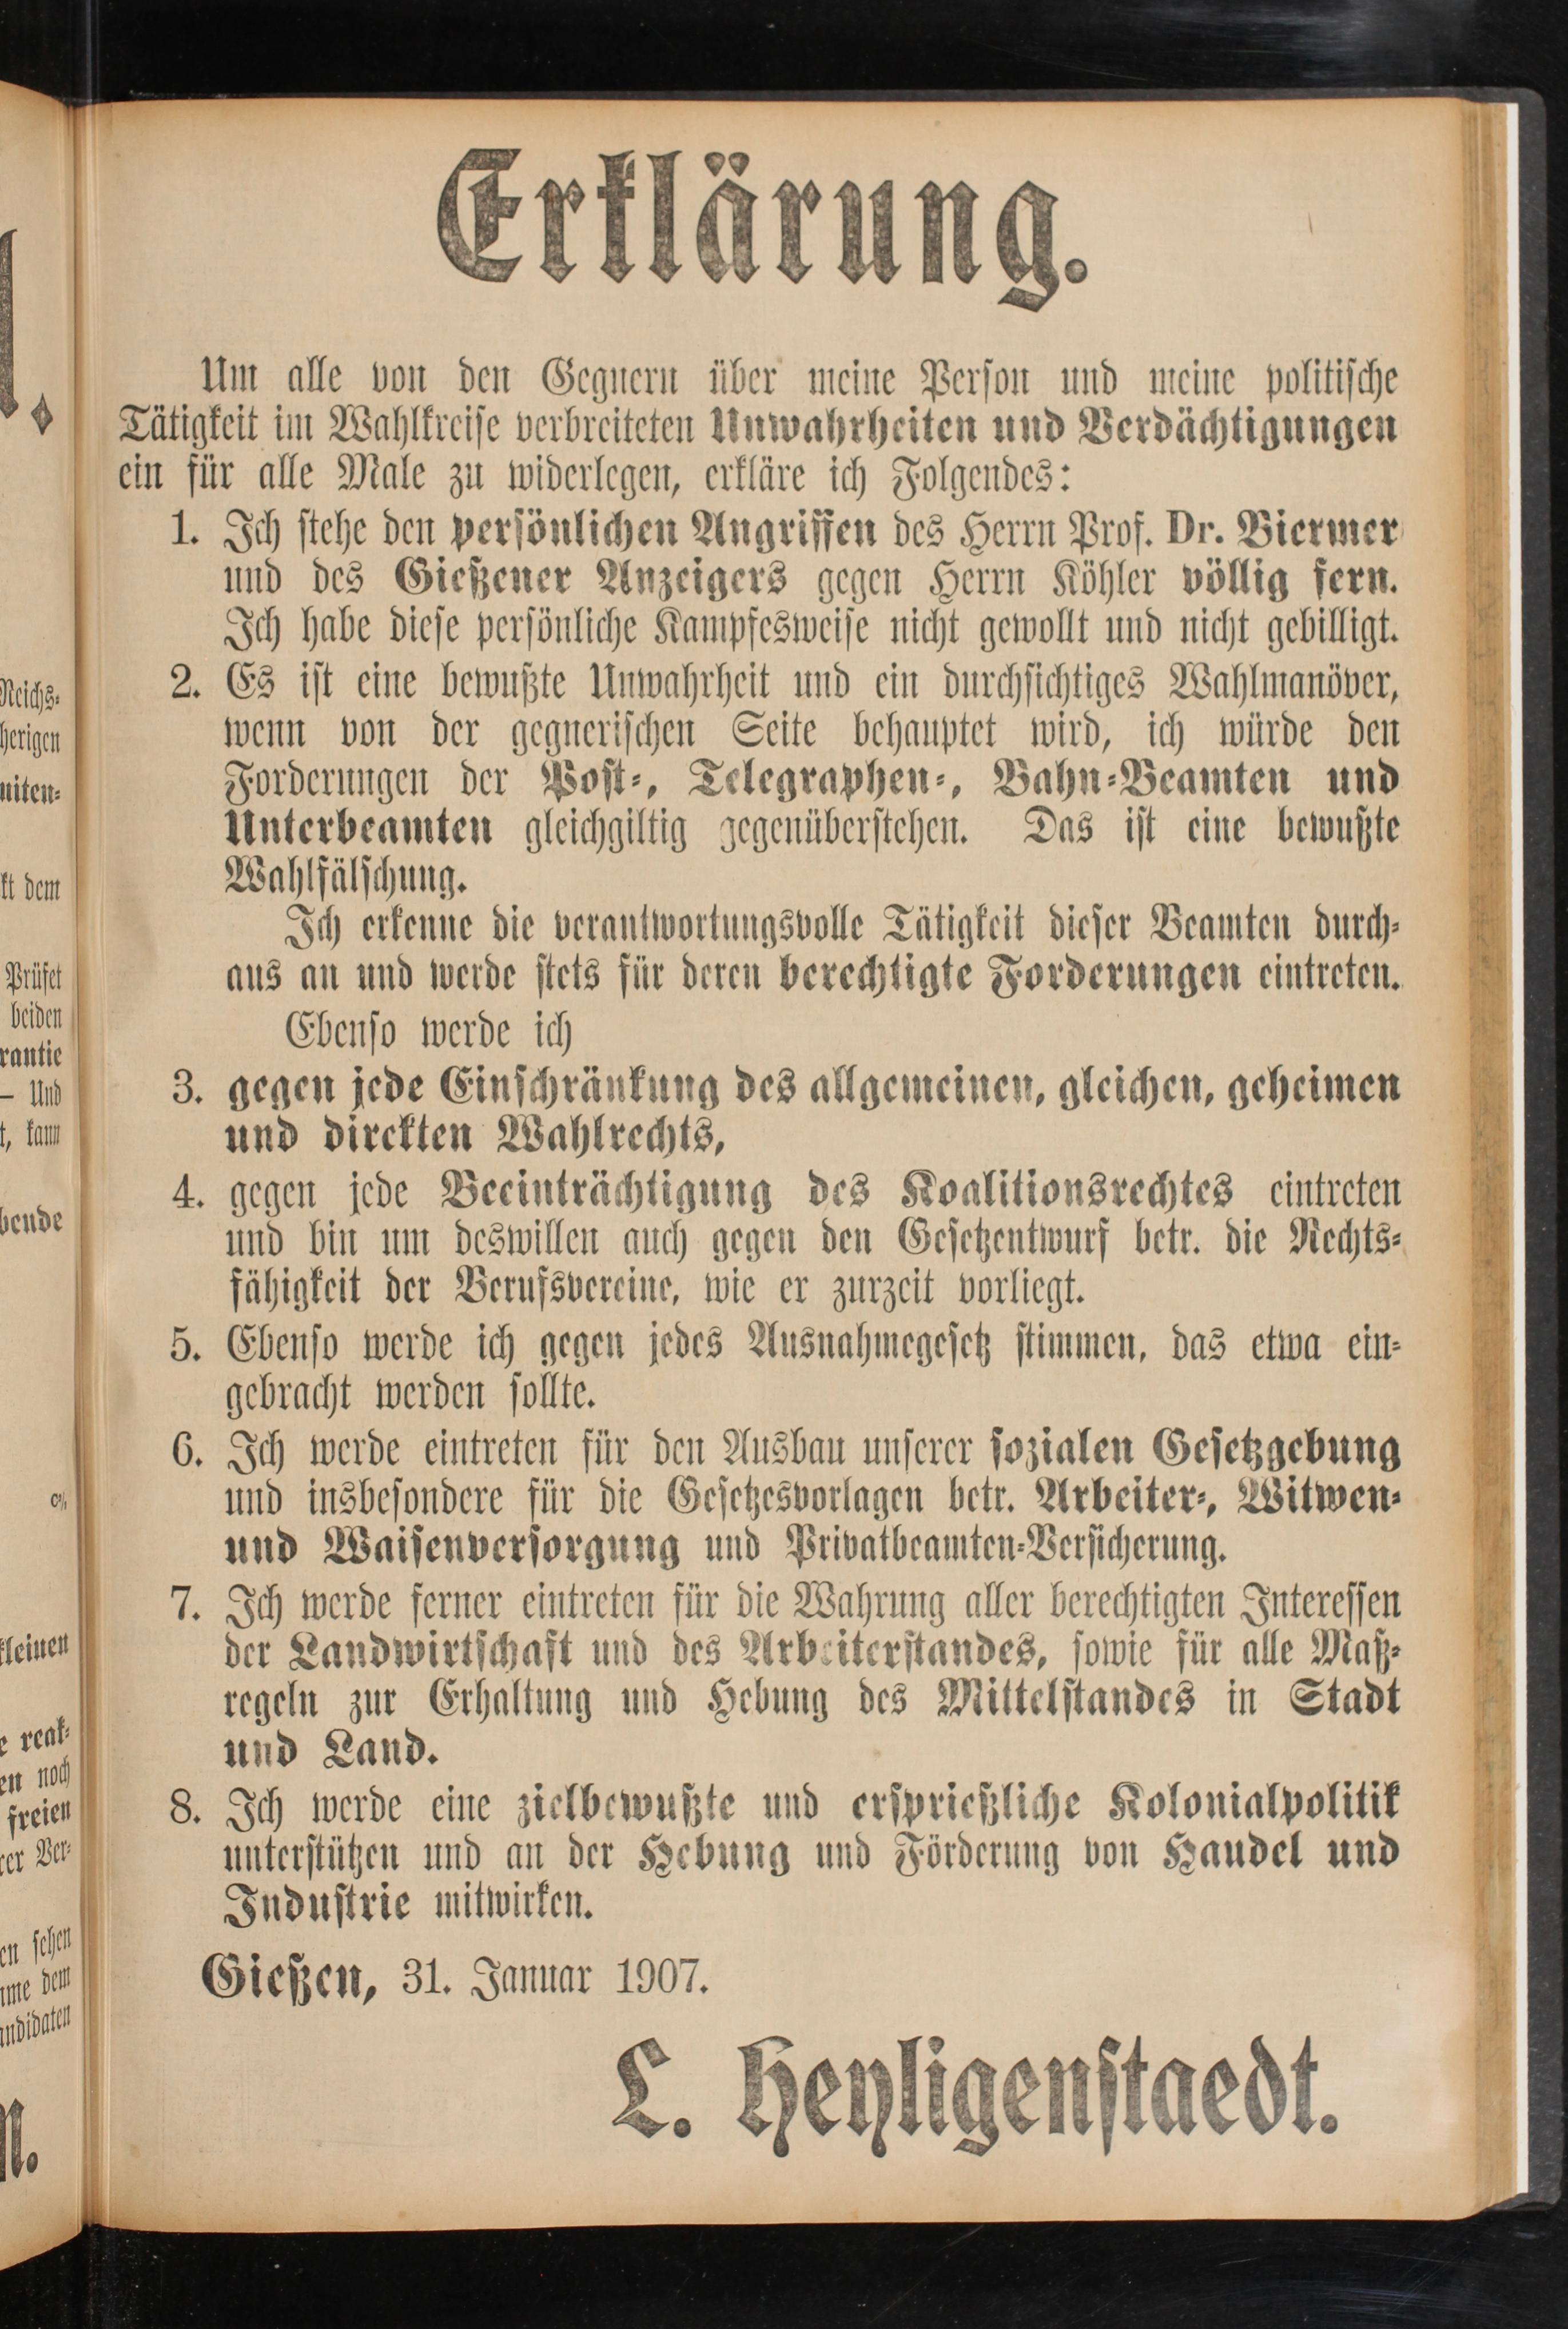 Erklärung.
Um alle von den Gegnern über meine Person und meine politische
Tätigkeit im Wahlkreise verbreiteten Unwahrheiten und Verdächtigungen
ein für alle Male zu widerlegen, erkläre ich Folgendes:
1. Ich stehe den persönlichen Angriffen des Herrn Prof. Dr. Biermer
und des Gießener Anzeigers gegen Herrn Köhler völlig fern.
Ich habe diese persönliche Kampfesweise nicht gewollt und nicht gebilligt.
2. Es ist eine bewußte Unwahrheit und ein durchsichtiges Wahlmanöver,
wenn von der gegnerischen Seite behauptet wird, ich würde den
Forderungen der Post-, Telegraphen-, Bahn-Beamten und
Unterbeamten gleichgiltig gegenüberstehen. Das ist eine bewußte
Wahlfälschung.
Ich erkenne die verantwortungsvolle Tätigkeit dieser Beamten durch-
aus an und werde stets für deren berechtigte Forderungen eintreten.
Ebenso werde ich
3. gegen jede Einschränkung des allgemeinen, gleichen, geheimen
und direkten Wahlrechts,
4. gegen jede Beeinträchtigung des Koalitionsrechtes eintreten
und bin um deswillen auch gegen den Gesetzentwurf betr. die Rechts-
fähigkeit der Berufsvereine, wie er zurzeit vorliegt.
5. Ebenso werde ich gegen jedes Ausnahmegesetz stimmen, das etwa ein-
gebracht werden sollte.
6. Ich werde eintreten für den Ausbau unserer sozialen Gesetzgebung
und insbesondere für die Gesetzesvorlagen betr. Arbeiter-, Witwen-
und Waisenversorgung und Privatbeamten-Versicherung.
7. Ich werde ferner eintreten für die Wahrung aller berechtigten Interessen
der Landwirtschaft und des Arbeiterstandes, sowie für alle Maß-
regeln zur Erhaltung und Hebung des Mittelstandes in Stadt
und Land.
8. Ich werde eine zielbewußte und ersprießliche Kolonialpolitik
unterstützen und an der Hebung und Förderung von Handel und
Industrie mitwirken.
Gießen, 31. Januar 1907.
L. Heyligenstaedt.